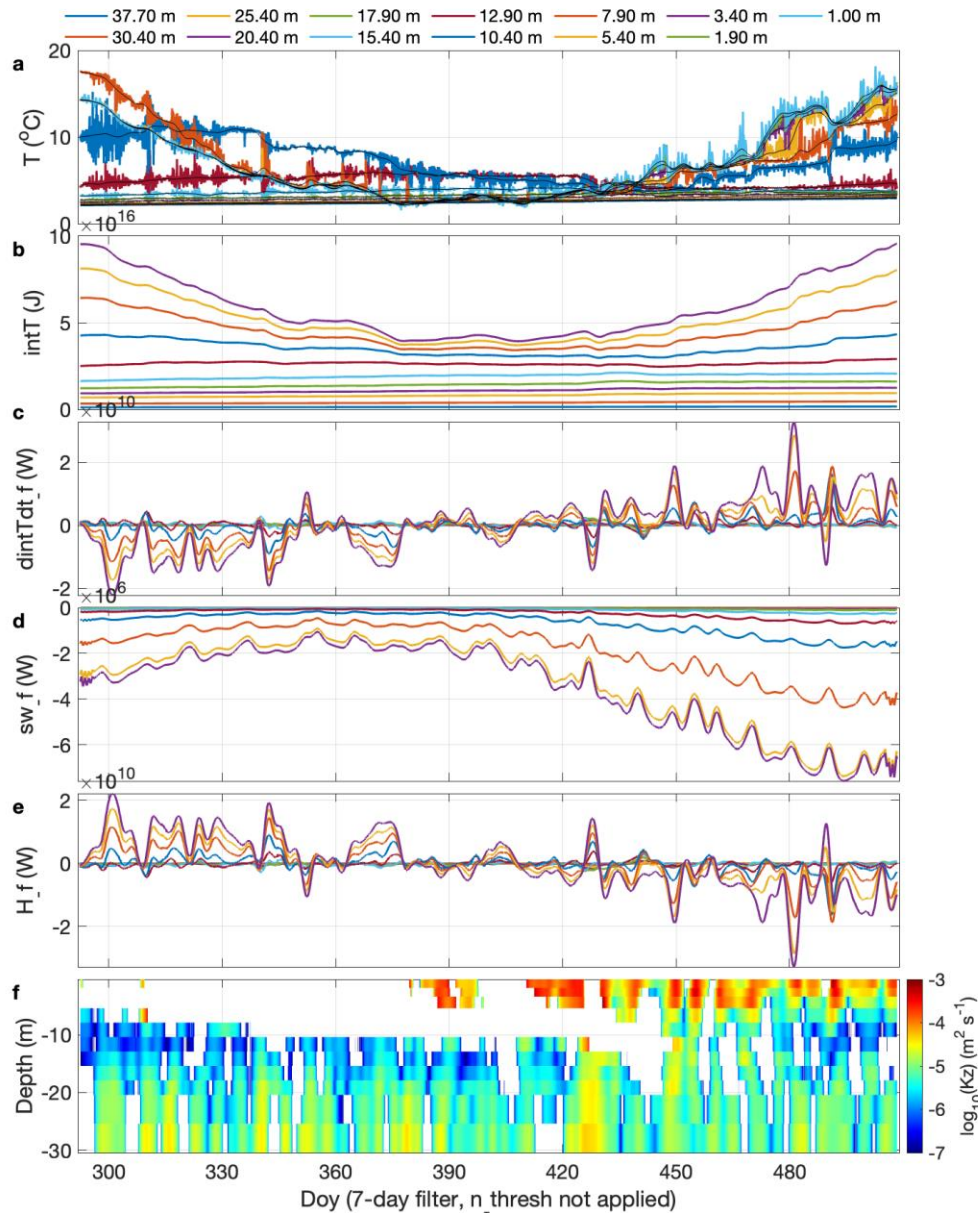 37.70 m 25.40 m 17.90 m 12.90 m 7.90 m 3.40 m 1.00 m
30.40 m 20.40 m 15.40 m 10.40 m 5.40 m 1.90 m
a
20
10
0
T (°C)
×10^16
b
10
5
0
intT (J)
×10^10
c
2
0
-2
dintTdt_f (W)
×10^6
d
0
-2
-4
-6
sw_f (W)
×10^10
e
2
0
-2
H_f (W)
f
-10
-20
-30
Depth (m)
-3
-4
-5
-6
-7
log10(Kz) (m² s⁻¹)
300 330 360 390 420 450 480
Doy (7-day filter, n_thresh not applied)